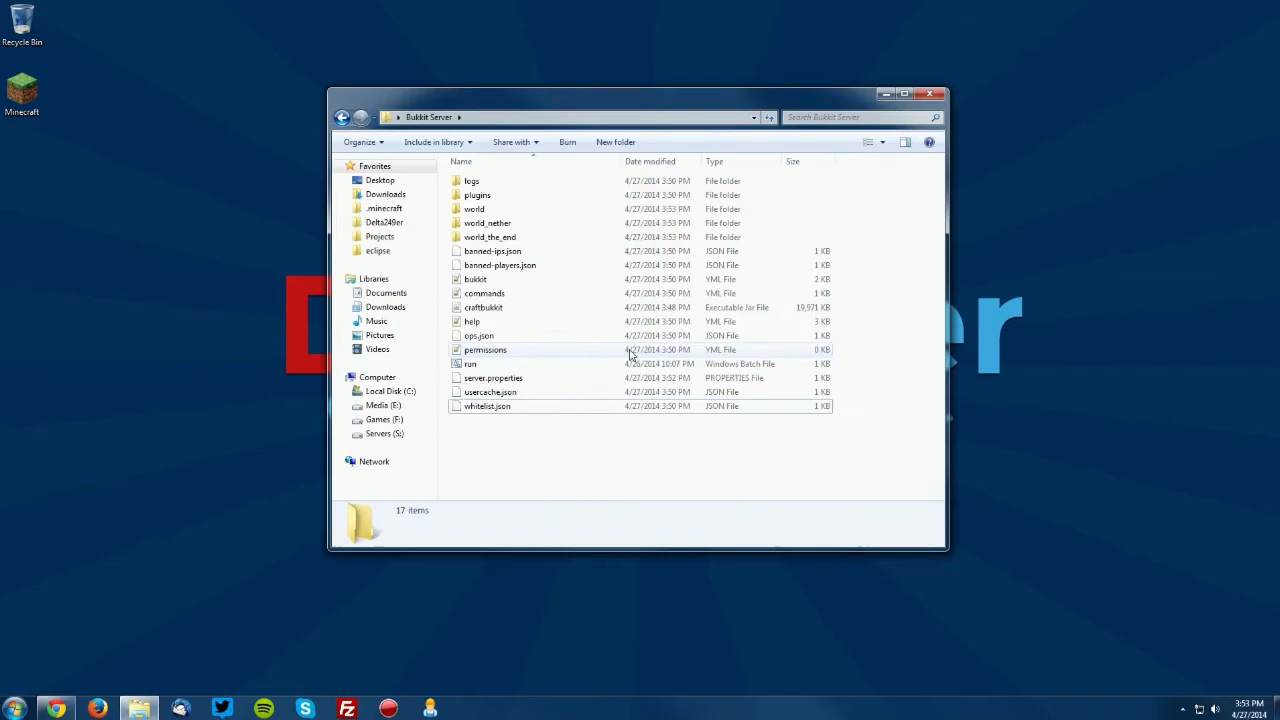 Recycle Bin
Minecraft
Bukkit Server
Search Bukkit Server
Organize Include in library Share with Burn New folder
Name Date modified Type Size
Favorites
Desktop
Downloads
.minecraft
Delta249er
Projects
eclipse
Libraries
Documents
Downloads
Music
Pictures
Videos
Computer
Local Disk (C:)
Media (E:)
Games (F:)
Servers (S:)
Network
logs 4/27/2014 3:50 PM File folder
plugins 4/27/2014 3:50 PM File folder
world 4/27/2014 3:53 PM File folder
world_nether 4/27/2014 3:53 PM File folder
world_the_end 4/27/2014 3:53 PM File folder
banned-ips.json 4/27/2014 3:50 PM JSON File 1 KB
banned-players.json 4/27/2014 3:50 PM JSON File 1 KB
bukkit 4/27/2014 3:50 PM YML File 2 KB
commands 4/27/2014 3:50 PM YML File 1 KB
craftbukkit 4/27/2014 3:48 PM Executable Jar File 19,971 KB
help 4/27/2014 3:50 PM YML File 3 KB
ops.json 4/27/2014 3:50 PM JSON File 1 KB
permissions 4/27/2014 3:50 PM YML File 0 KB
run 4/26/2014 10:07 PM Windows Batch File 1 KB
server.properties 4/27/2014 3:52 PM PROPERTIES File 1 KB
usercache.json 4/27/2014 3:50 PM JSON File 1 KB
whitelist.json 4/27/2014 3:50 PM JSON File 1 KB
17 items
3:53 PM
4/27/2014